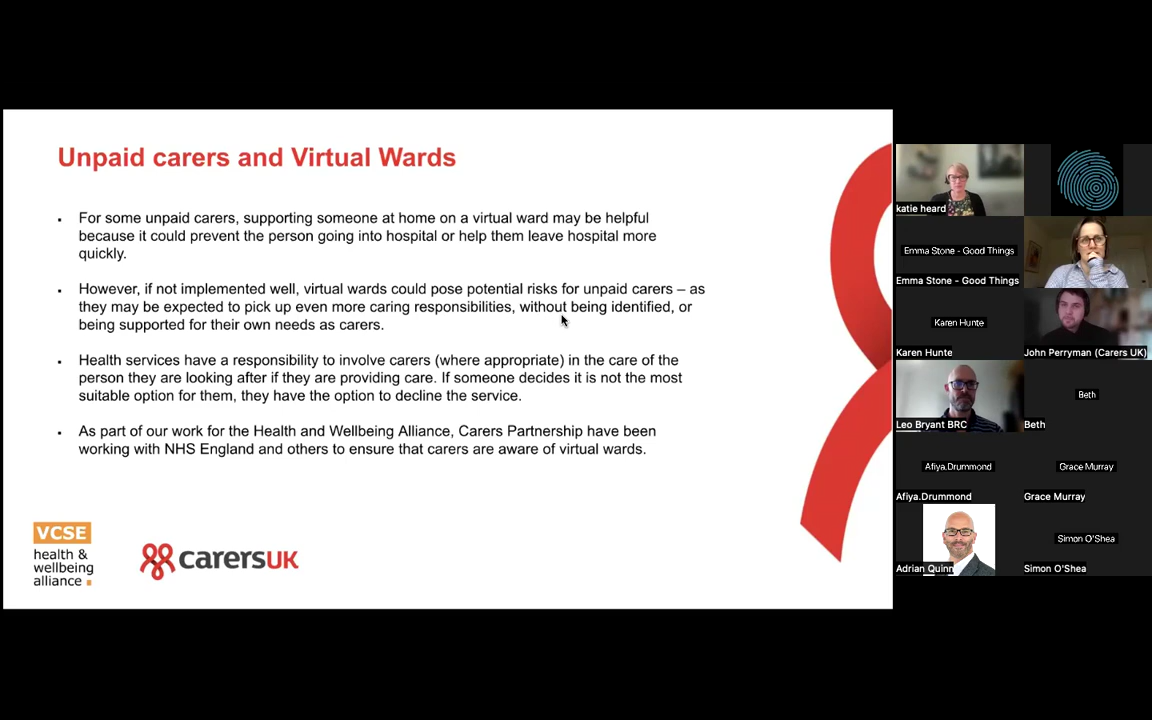 Unpaid carers and Virtual Wards
▪ For some unpaid carers, supporting someone at home on a virtual ward may be helpful
because it could prevent the person going into hospital or help them leave hospital more
quickly.
▪ However, if not implemented well, virtual wards could pose potential risks for unpaid carers – as
they may be expected to pick up even more caring responsibilities, without being identified, or
being supported for their own needs as carers.
▪ Health services have a responsibility to involve carers (where appropriate) in the care of the
person they are looking after if they are providing care. If someone decides it is not the most
suitable option for them, they have the option to decline the service.
▪ As part of our work for the Health and Wellbeing Alliance, Carers Partnership have been
working with NHS England and others to ensure that carers are aware of virtual wards.
VCSE
health &
wellbeing
alliance
carersUK
katie heard
Emma Stone - Good Things
Emma Stone - Good Things
Karen Hunte
Karen Hunte
John Perryman (Carers UK)
Leo Bryant BRC
Beth
Beth
Afiya.Drummond
Afiya.Drummond
Grace Murray
Grace Murray
Adrian Quinn
Simon O'Shea
Simon O'Shea